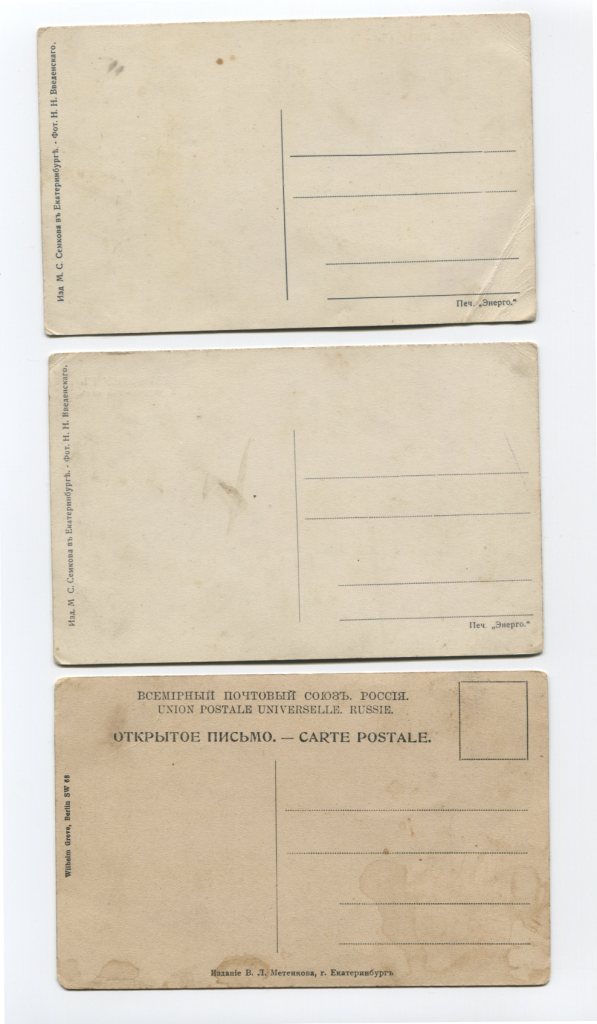 Изд. М. С. Семкова въ Екатеринбургѣ. - Фот. Н. Н. Введенскаго.
Печ. „Энерго.“
Изд. М. С. Семкова въ Екатеринбургѣ. - Фот. Н. Н. Введенскаго.
Печ. „Энерго.“
ВСЕМІРНЫЙ ПОЧТОВЫЙ СОЮЗЪ. РОССІЯ.
UNION POSTALE UNIVERSELLE. RUSSIE.
ОТКРЫТОЕ ПИСЬМО. — CARTE POSTALE.
Wilhelm Greve, Berlin SW 68
Изданіе В. Л. Метенкова, г. Екатеринбургъ